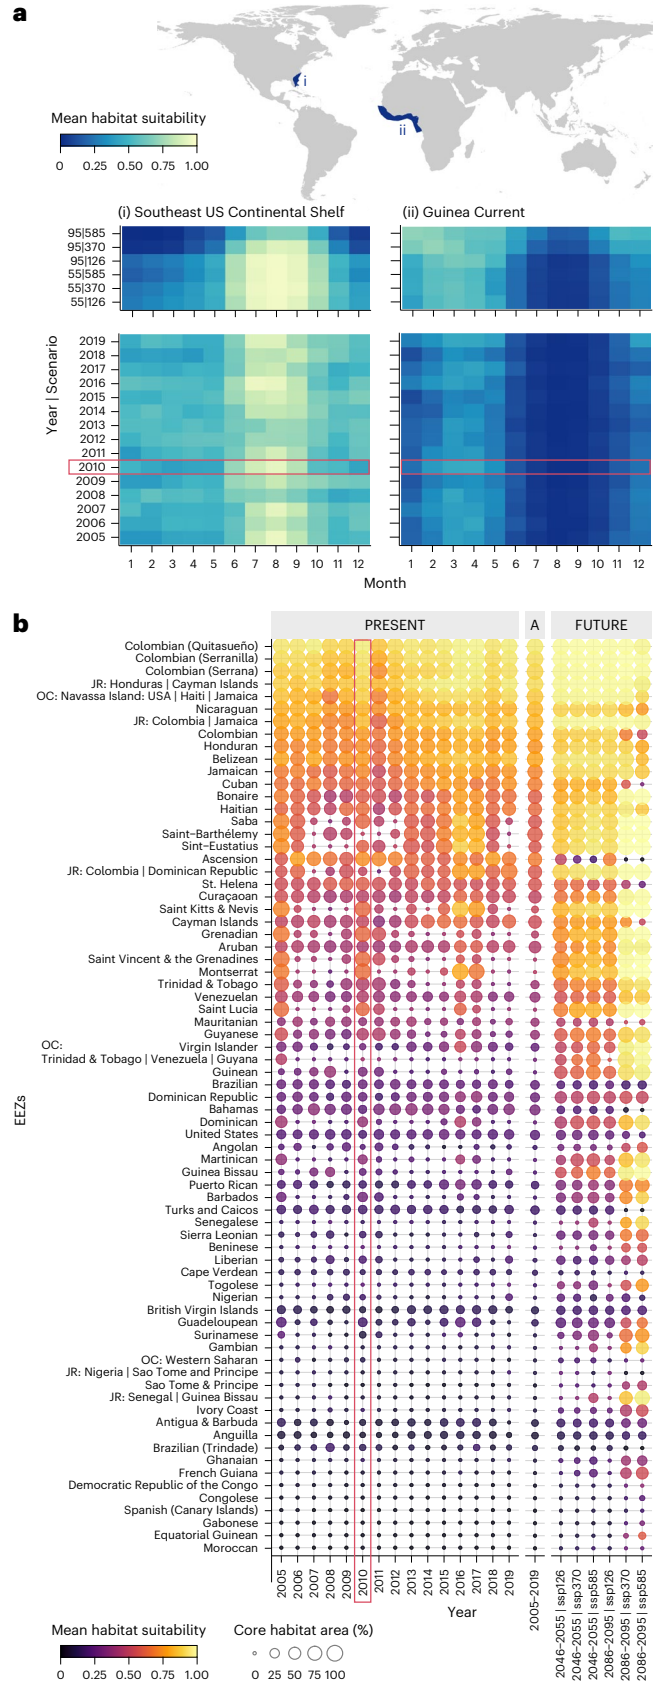 a
i
ii
Mean habitat suitability
0 0.25 0.50 0.75 1.00
(i) Southeast US Continental Shelf
(ii) Guinea Current
95|585
95|370
95|126
55|585
55|370
55|126
Year | Scenario
2019
2018
2017
2016
2015
2014
2013
2012
2011
2010
2009
2008
2007
2006
2005
1 2 3 4 5 6 7 8 9 10 11 12
1 2 3 4 5 6 7 8 9 10 11 12
Month
b
PRESENT A FUTURE
Colombian (Quitasueño)
Colombian (Serranilla)
Colombian (Serrana)
JR: Honduras | Cayman Islands
OC: Navassa Island: USA | Haiti | Jamaica
Nicaraguan
JR: Colombia | Jamaica
Colombian
Honduran
Belizean
Jamaican
Cuban
Bonaire
Haitian
Saba
Saint−Barthélemy
Sint−Eustatius
Ascension
JR: Colombia | Dominican Republic
St. Helena
Curaçaoan
Saint Kitts & Nevis
Cayman Islands
Grenadian
Aruban
Saint Vincent & the Grenadines
Montserrat
Trinidad & Tobago
Venezuelan
Saint Lucia
Mauritanian
Guyanese
OC:
Virgin Islander
Trinidad & Tobago | Venezuela | Guyana
Guinean
Brazilian
Dominican Republic
Bahamas
Dominican
United States
Angolan
Martinican
Guinea Bissau
Puerto Rican
Barbados
Turks and Caicos
Senegalese
Sierra Leonian
Beninese
Liberian
Cape Verdean
Togolese
Nigerian
British Virgin Islands
Guadeloupean
Surinamese
Gambian
OC: Western Saharan
JR: Nigeria | Sao Tome and Principe
Sao Tome & Principe
JR: Senegal | Guinea Bissau
Ivory Coast
Antigua & Barbuda
Anguilla
Brazilian (Trindade)
Ghanaian
French Guiana
Democratic Republic of the Congo
Congolese
Spanish (Canary Islands)
Gabonese
Equatorial Guinean
Moroccan
EEZs
2005 2006 2007 2008 2009 2010 2011 2012 2013 2014 2015 2016 2017 2018 2019
2005−2019
2046−2055 | ssp126
2046−2055 | ssp370
2046−2055 | ssp585
2086−2095 | ssp126
2086−2095 | ssp370
2086−2095 | ssp585
Year
Mean habitat suitability
0 0.25 0.50 0.75 1.00
Core habitat area (%)
0 25 50 75 100